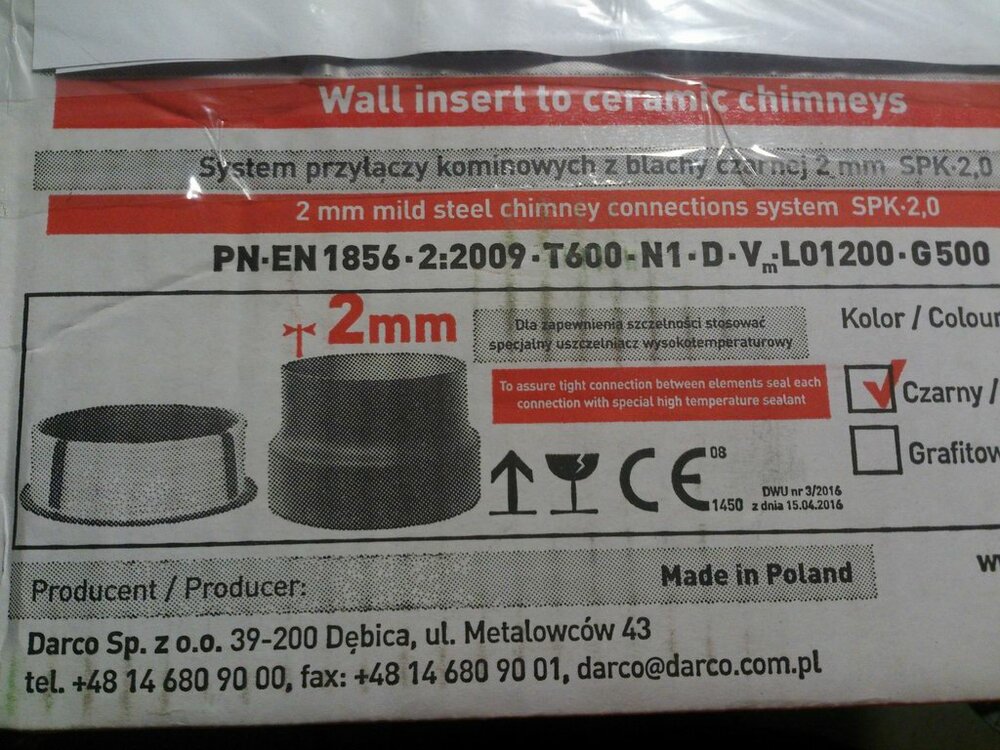 Wall insert to ceramic chimneys
System przyłączy kominowych z blachy czarnej 2 mm SPK·2,0
2 mm mild steel chimney connections system SPK·2,0
PN·EN 1856·2:2009·T600·N1·D·Vm·L01200·G500
2mm
Dla zapewnienia szczelności stosować
specjalny uszczelniacz wysokotemperaturowy
To assure tight connection between elements seal each
connection with special high temperature sealant
Kolor / Colour
Czarny /
Grafitow
CE 08
1450
DWU nr 3/2016
z dnia 15.04.2016
Producent / Producer:
Made in Poland
Darco Sp. z o.o. 39-200 Dębica, ul. Metalowców 43
tel. +48 14 680 90 00, fax: +48 14 680 90 01, darco@darco.com.pl